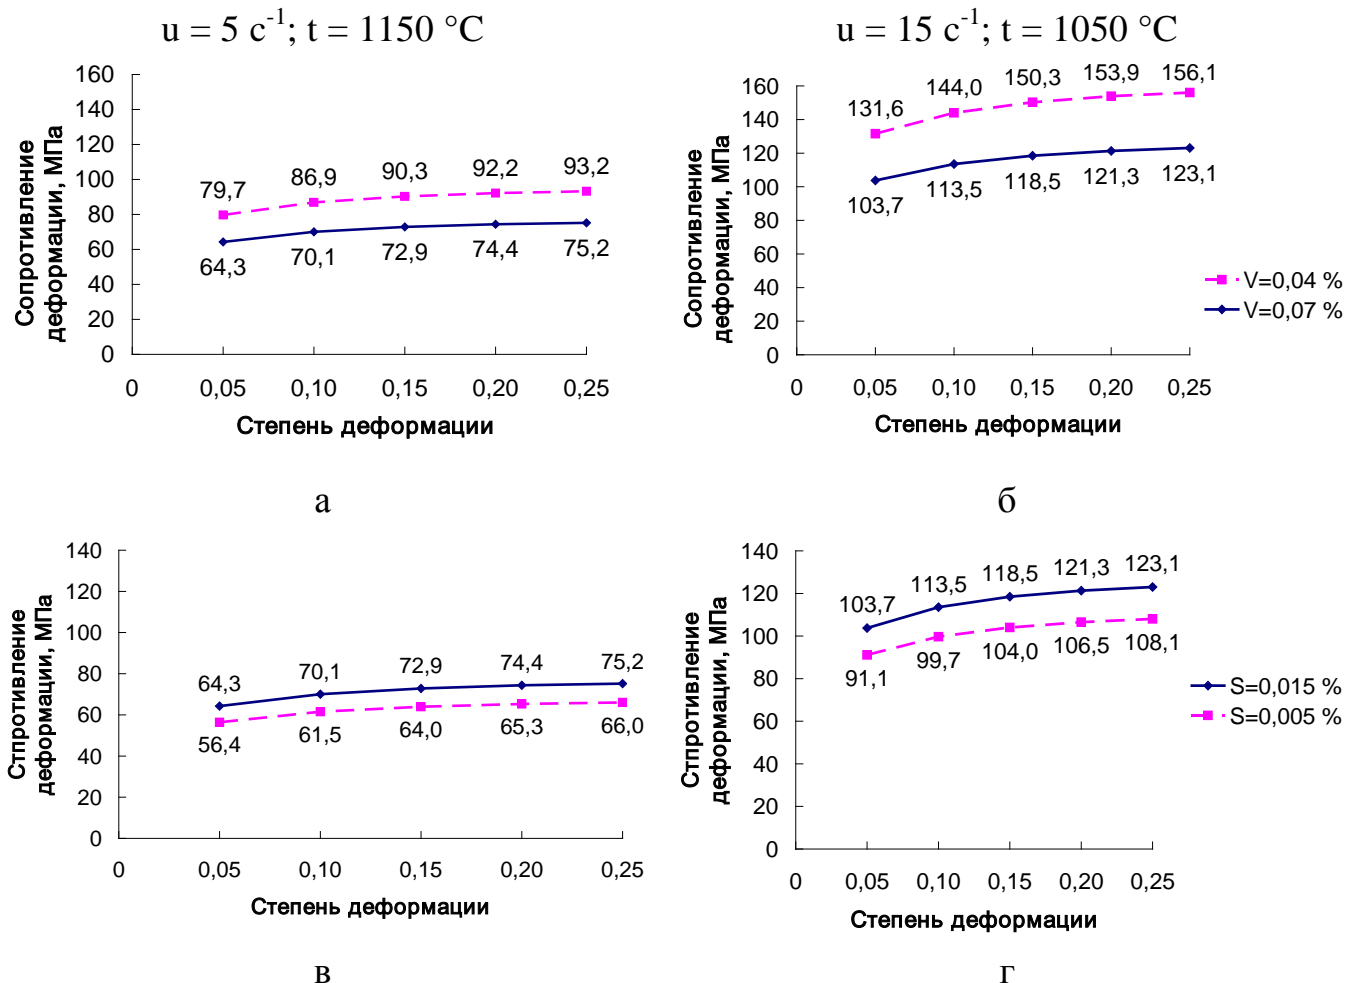 u = 5 c-1; t = 1150 °C
160
140
120
100
80
60
40
20
0
Сопротивление
деформации, МПа
79,7 86,9 90,3 92,2 93,2
64,3 70,1 72,9 74,4 75,2
0 0,05 0,10 0,15 0,20 0,25
Степень деформации
а
u = 15 c-1; t = 1050 °C
160
140
120
100
80
60
40
20
0
Сопротивление
деформации, МПа
131,6 144,0 150,3 153,9 156,1
103,7 113,5 118,5 121,3 123,1
0 0,05 0,10 0,15 0,20 0,25
Степень деформации
V=0,04 %
V=0,07 %
б
140
120
100
80
60
40
20
0
Стпротивление
деформации, МПа
64,3 70,1 72,9 74,4 75,2
56,4 61,5 64,0 65,3 66,0
0 0,05 0,10 0,15 0,20 0,25
Степень деформации
в
140
120
100
80
60
40
20
0
Стпротивление
деформации, МПа
103,7 113,5 118,5 121,3 123,1
91,1 99,7 104,0 106,5 108,1
0 0,05 0,10 0,15 0,20 0,25
Степень деформации
S=0,015 %
S=0,005 %
г